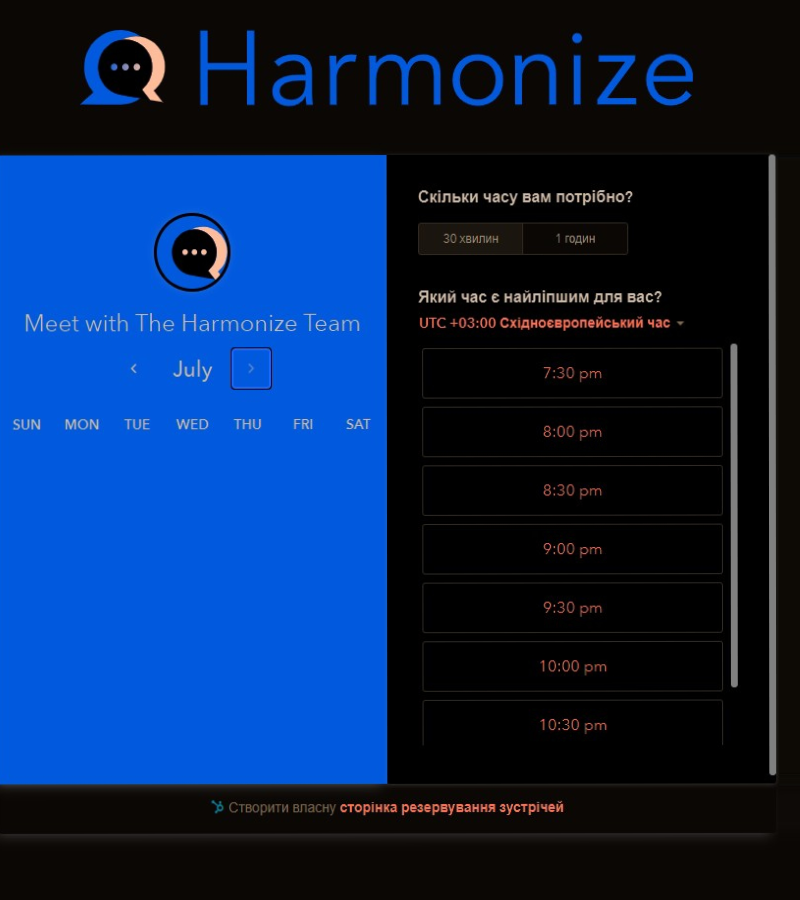 Harmonize
Meet with The Harmonize Team
July
SUN MON TUE WED THU FRI SAT
Скільки часу вам потрібно?
30 хвилин 1 годин
Який час є найліпшим для вас?
UTC +03:00 Східноєвропейський час
7:30 pm
8:00 pm
8:30 pm
9:00 pm
9:30 pm
10:00 pm
10:30 pm
Створити власну сторінка резервування зустрічей